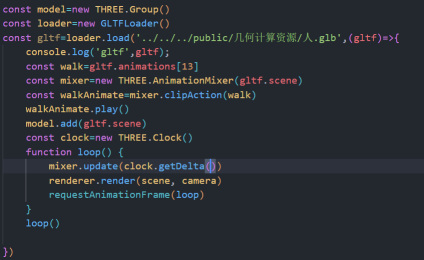 const model=new THREE.Group()
const loader=new GLTFLoader()
const gltf=loader.load('../../../public/几何计算资源/人.glb',(gltf)=>{
    console.log('gltf',gltf);
    const walk=gltf.animations[13]
    const mixer=new THREE.AnimationMixer(gltf.scene)
    const walkAnimate=mixer.clipAction(walk)
    walkAnimate.play()
    model.add(gltf.scene)
    const clock=new THREE.Clock()
    function loop() {
        mixer.update(clock.getDelta())
        renderer.render(scene, camera)
        requestAnimationFrame(loop)
    }
    loop()
})